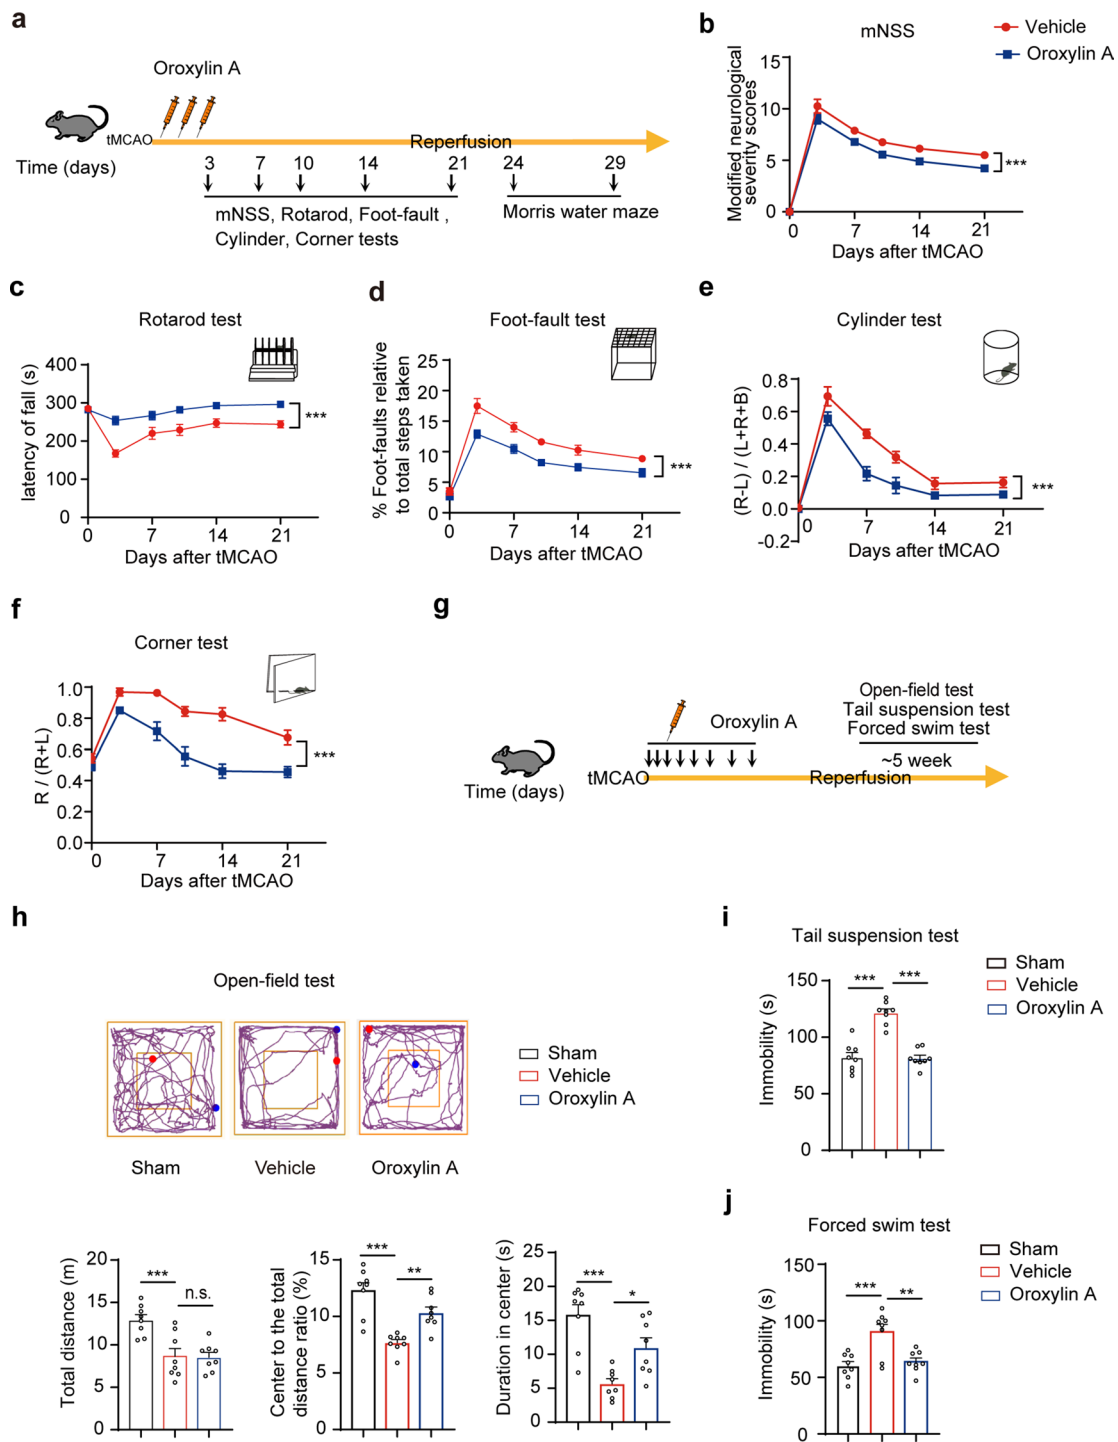 a
Oroxylin A
tMCAO
Reperfusion
Time (days)
3 7 10 14 21 24 29
mNSS, Rotarod, Foot-fault ,
Cylinder, Corner tests
Morris water maze
b
mNSS
Vehicle
Oroxylin A
Modified neurological
severity scores
15
10
5
0
***
0 7 14 21
Days after tMCAO
c
Rotarod test
latency of fall (s)
400
300
200
100
0
***
0 7 14 21
Days after tMCAO
d
Foot-fault test
% Foot-faults relative
to total steps taken
25
20
15
10
5
0
***
0 7 14 21
Days after tMCAO
e
Cylinder test
(R-L) / (L+R+B)
0.8
0.6
0.4
0.2
0
-0.2
***
7 14 21
Days after tMCAO
f
Corner test
R / (R+L)
1.0
0.8
0.6
0.4
0.2
0.0
***
0 7 14 21
Days after tMCAO
g
Oroxylin A
Open-field test
Tail suspension test
Forced swim test
~5 week
tMCAO
Reperfusion
Time (days)
h
Open-field test
Sham
Vehicle
Oroxylin A
Sham Vehicle Oroxylin A
Total distance (m)
20
15
10
5
0
***
n.s.
Center to the total
distance ratio (%)
15
10
5
0
***
**
Duration in center (s)
25
20
15
10
5
0
***
*
i
Tail suspension test
Sham
Vehicle
Oroxylin A
Immobility (s)
150
100
50
0
*** ***
j
Forced swim test
Sham
Vehicle
Oroxylin A
Immobility (s)
150
100
50
0
*** **